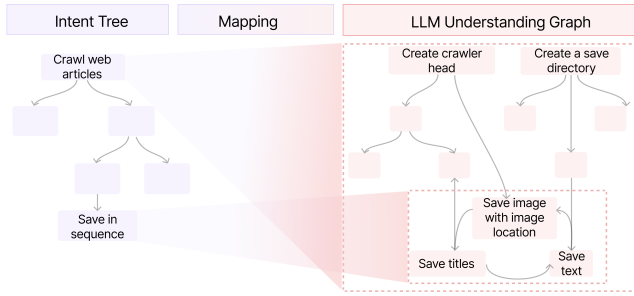 Intent Tree
Mapping
LLM Understanding Graph
Crawl web
articles
Save in
sequence
Create crawler
head
Create a save
directory
Save image
with image
location
Save titles
Save
text